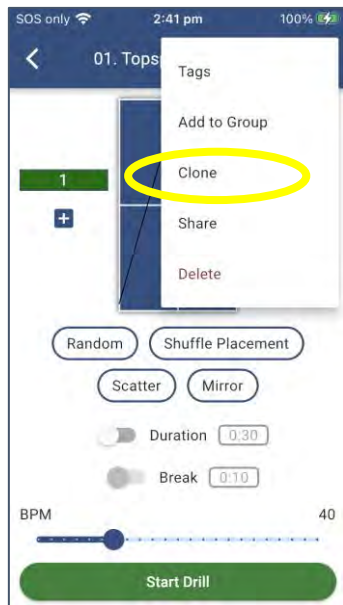 SOS only 2:41 pm 100%
01. Tops
Tags
Add to Group
Clone
Share
Delete
1
+
Random Shuffle Placement
Scatter Mirror
Duration 0:30
Break 0:10
BPM 40
Start Drill